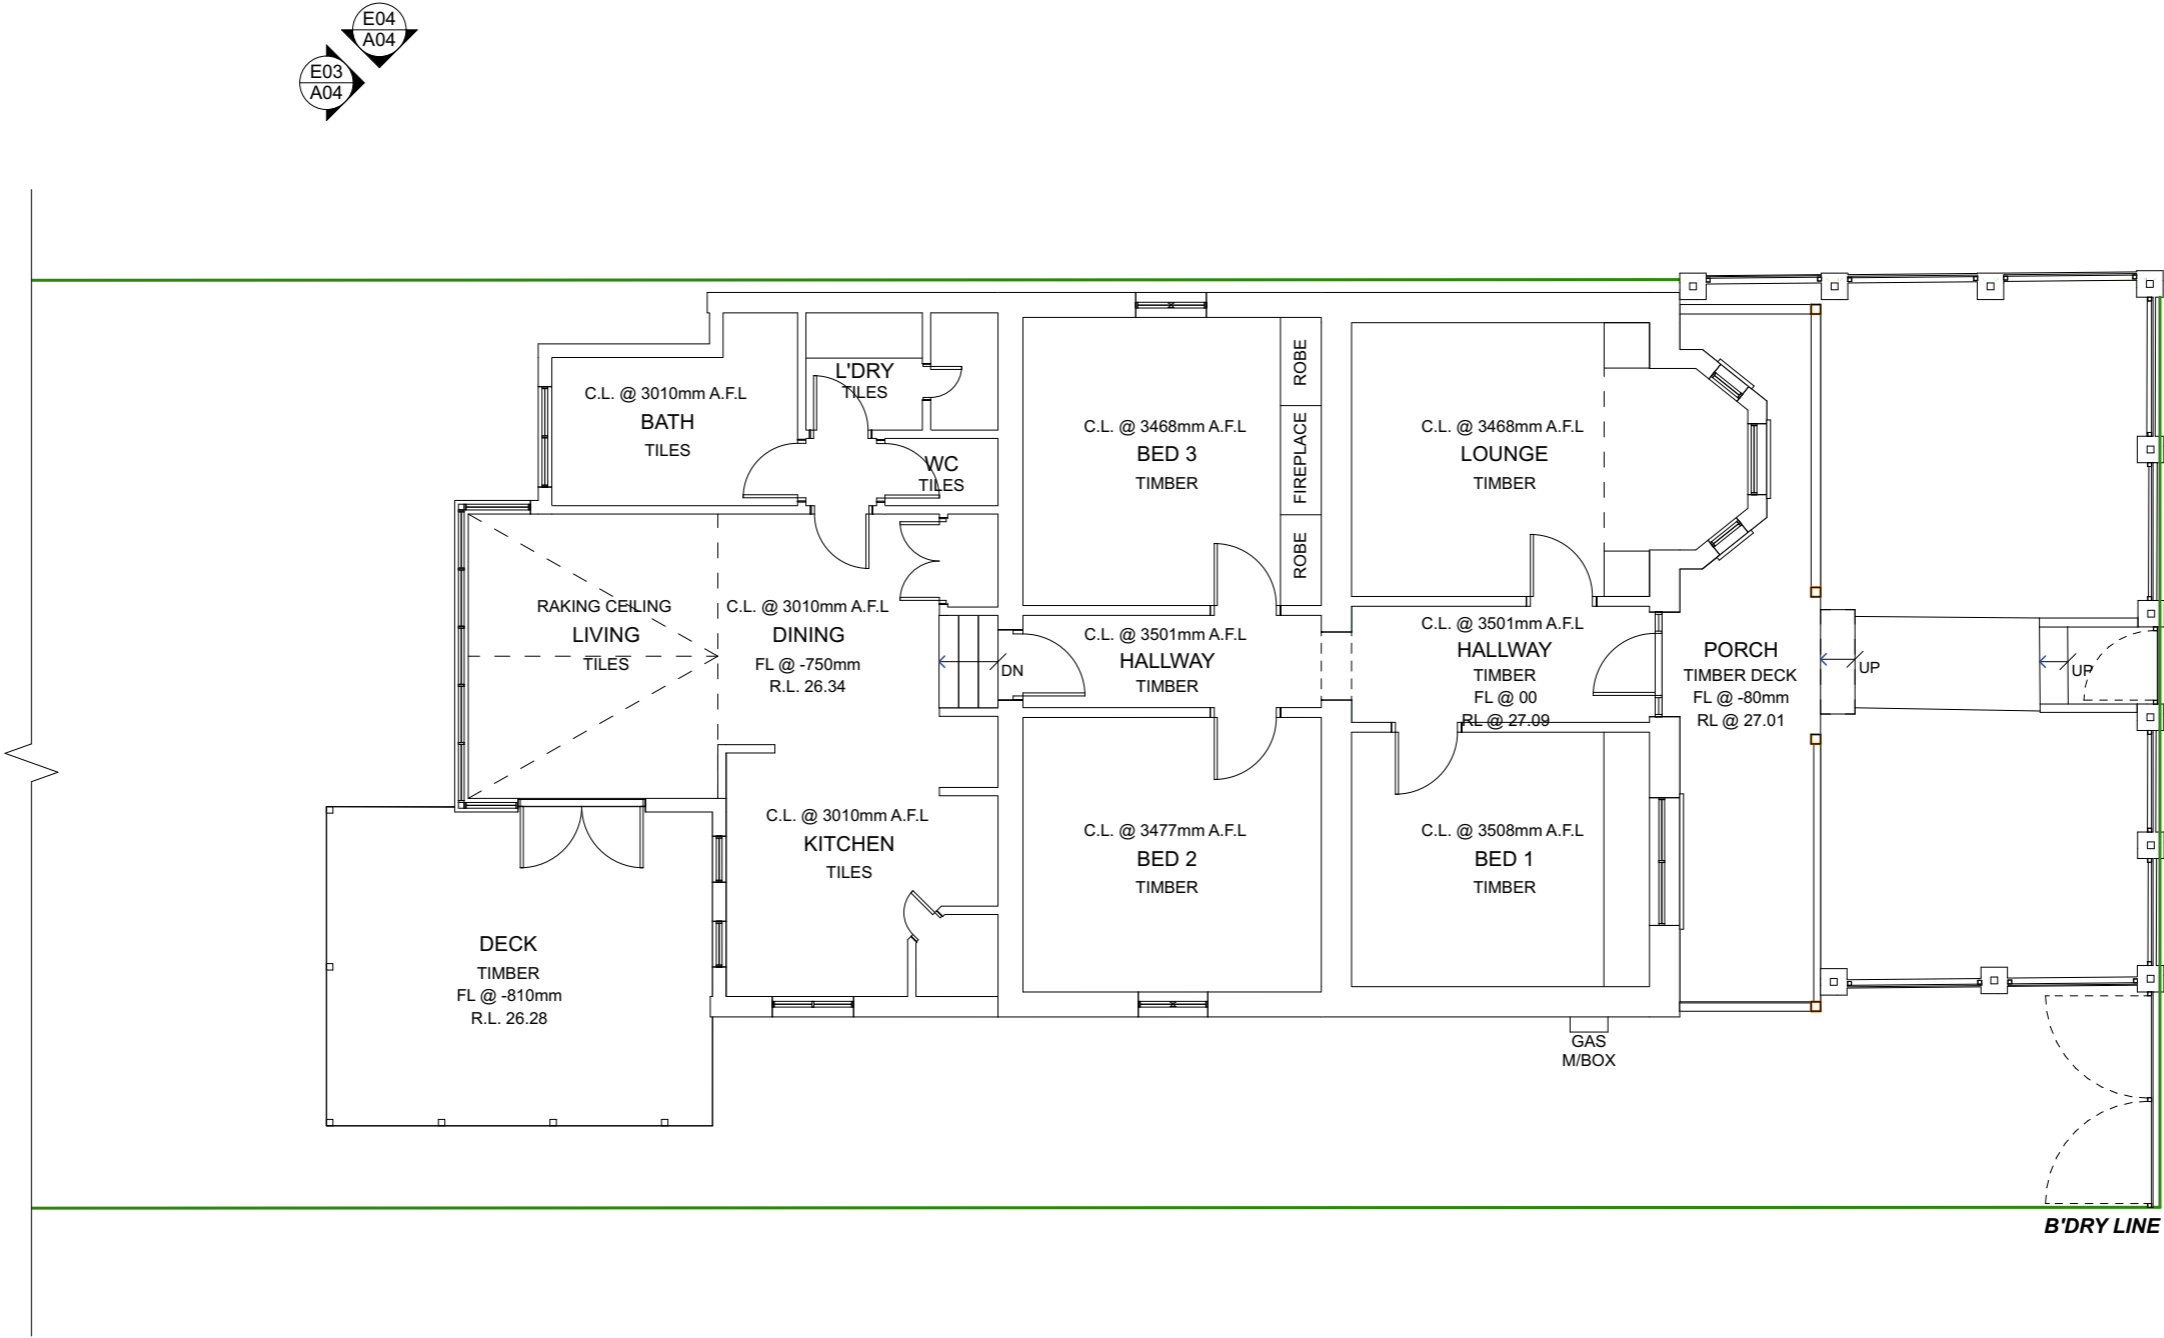 E04
A04
E03
A04
C.L. @ 3010mm A.F.L
BATH
TILES
L'DRY
TILES
WC
TILES
C.L. @ 3468mm A.F.L
BED 3
TIMBER
ROBE
FIREPLACE
ROBE
C.L. @ 3468mm A.F.L
LOUNGE
TIMBER
RAKING CEILING
LIVING
TILES
C.L. @ 3010mm A.F.L
DINING
FL @ -750mm
R.L. 26.34
DN
C.L. @ 3501mm A.F.L
HALLWAY
TIMBER
C.L. @ 3501mm A.F.L
HALLWAY
TIMBER
FL @ 00
RL @ 27.09
PORCH
TIMBER DECK
FL @ -80mm
RL @ 27.01
UP
UP
C.L. @ 3010mm A.F.L
KITCHEN
TILES
C.L. @ 3477mm A.F.L
BED 2
TIMBER
C.L. @ 3508mm A.F.L
BED 1
TIMBER
DECK
TIMBER
FL @ -810mm
R.L. 26.28
GAS
M/BOX
B'DRY LINE